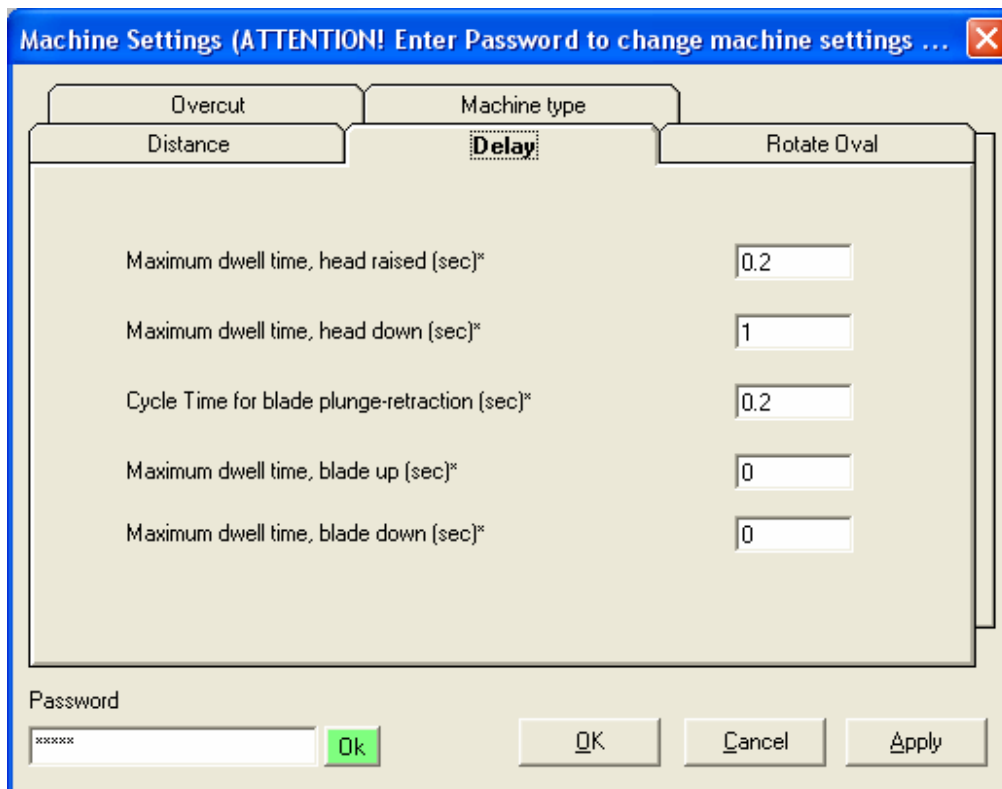 Machine Settings (ATTENTION! Enter Password to change machine settings ...
Overcut Machine type
Distance Delay Rotate Oval
Maximum dwell time, head raised (sec)* 0.2
Maximum dwell time, head down (sec)* 1
Cycle Time for blade plunge-retraction (sec)* 0.2
Maximum dwell time, blade up (sec)* 0
Maximum dwell time, blade down (sec)* 0
Password
***** Ok OK Cancel Apply